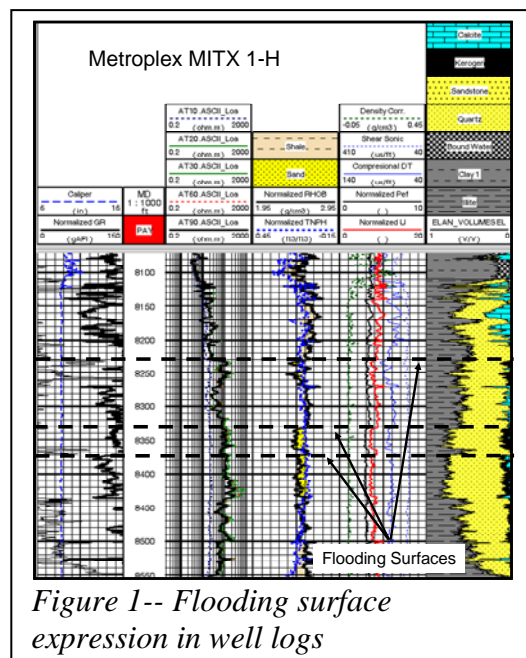 Metroplex MITX 1-H
Calcite
Kerogen
Sandstone
Quartz
Bound Water
Clay 1
Illite
ELAN_VOLUMES.EL
1 (V/V) 0
AT10.ASCII_Los
0.2 (ohm.m) 2000
AT20.ASCII_Los
0.2 (ohm.m) 2000
AT30.ASCII_Los
0.2 (ohm.m) 2000
AT60.ASCII_Los
0.2 (ohm.m) 2000
AT90.ASCII_Los
0.2 (ohm.m) 2000
Shale
Sand
Normalized RHOB
1.95 (g/cm3) 2.95
Normalized TNPH
0.45 (m3/m3) -0.15
Density Corr.
-0.05 (g/cm3) 0.45
Shear Sonic
410 (us/ft) 40
Compresional DT
140 (us/ft) 40
Normalized Pef
0 ( ) 10
Normalized U
0 ( ) 20
Caliper
6 (in) 16
Normalized GR
0 (gAPI) 150
MD
1 : 1000
ft
PAY
8100
8150
8200
8250
8300
8350
8400
8450
8500
8550
Flooding Surfaces
Figure 1-- Flooding surface
expression in well logs